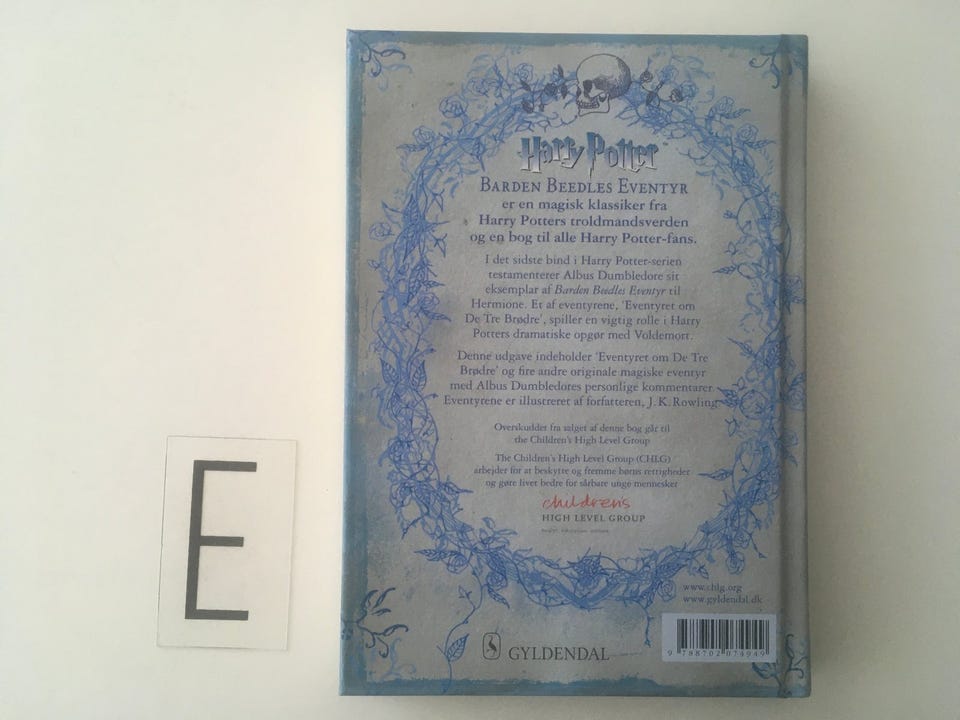 Harry Potter
BARDEN BEEDLES EVENTYR
er en magisk klassiker fra
Harry Potters troldmandsverden
og en bog til alle Harry Potter-fans.
I det sidste bind i Harry Potter-serien
testamenterer Albus Dumbledore sit
eksemplar af Barden Beedles Eventyr til
Hermione. Et af eventyrene, 'Eventyret om
De Tre Brødre', spiller en vigtig rolle i Harry
Potters dramatiske opgør med Voldemort.
Denne udgave indeholder 'Eventyret om De Tre
Brødre' og fire andre originale magiske eventyr
med Albus Dumbledores personlige kommentarer.
Eventyrene er illustreret af forfatteren, J. K. Rowling
Overskuddet fra salget af denne bog går til
the Children's High Level Group
The Children's High Level Group (CHLG)
arbejder for at beskytte og fremme børns rettigheder
og gøre livet bedre for sårbare unge mennesker
childrens
HIGH LEVEL GROUP
www.chlg.org
www.gyldendal.dk
GYLDENDAL
9 788702 074949
E